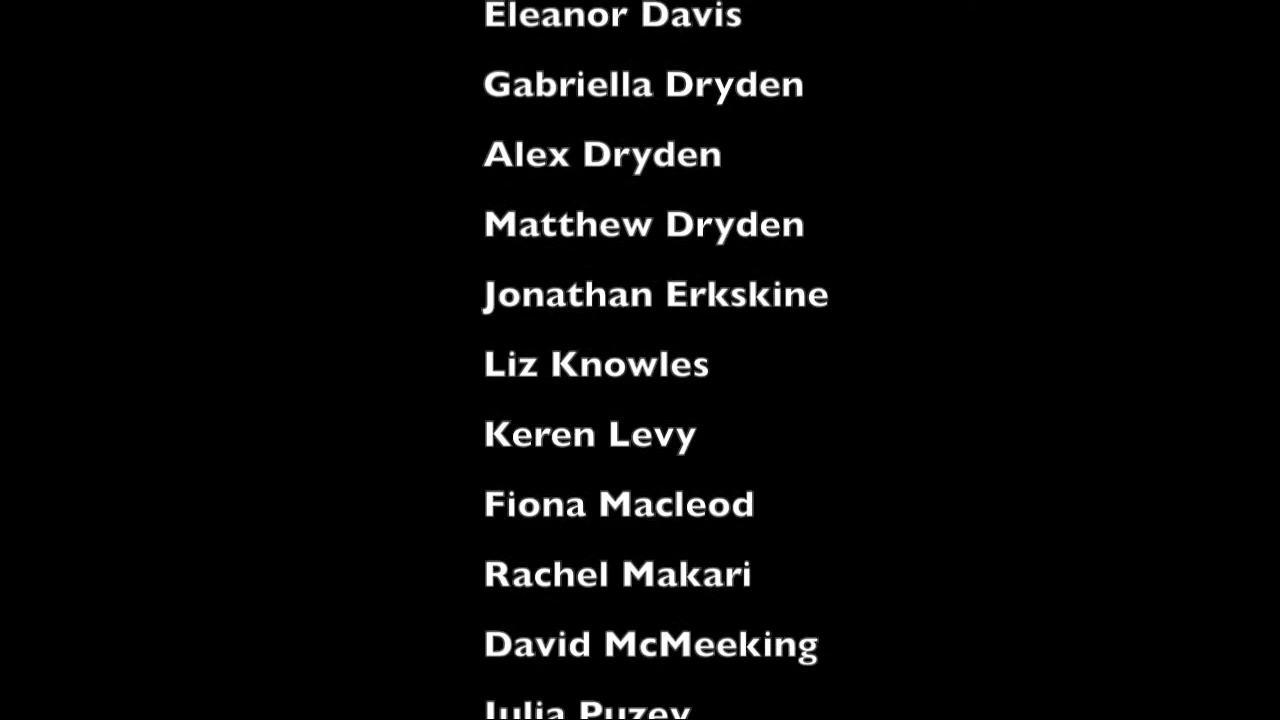 Eleanor Davis
Gabriella Dryden
Alex Dryden
Matthew Dryden
Jonathan Erkskine
Liz Knowles
Keren Levy
Fiona Macleod
Rachel Makari
David McMeeking
Julia Puzey